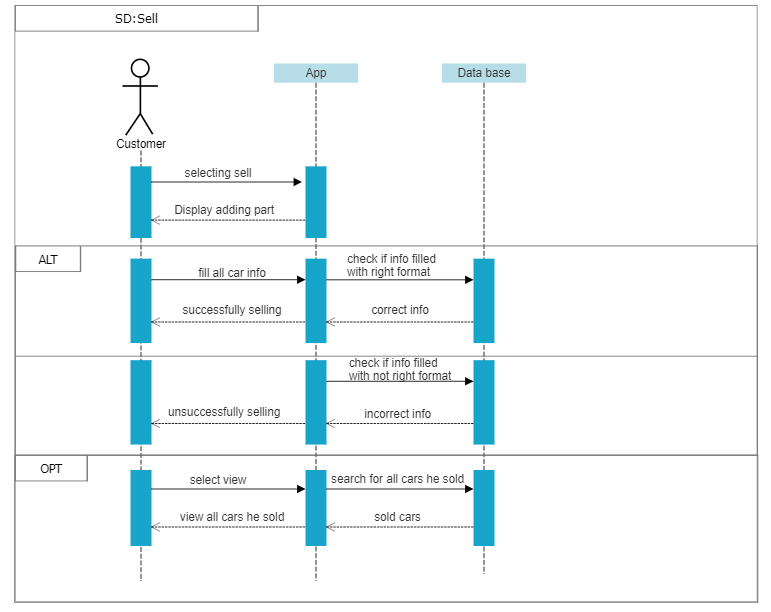 SD:Sell
App
Data base
Customer
selecting sell
Display adding part
ALT
check if info filled
with right format
fill all car info
successfully selling
correct info
check if info filled
with not right format
unsuccessfully selling
incorrect info
OPT
select view
search for all cars he sold
view all cars he sold
sold cars